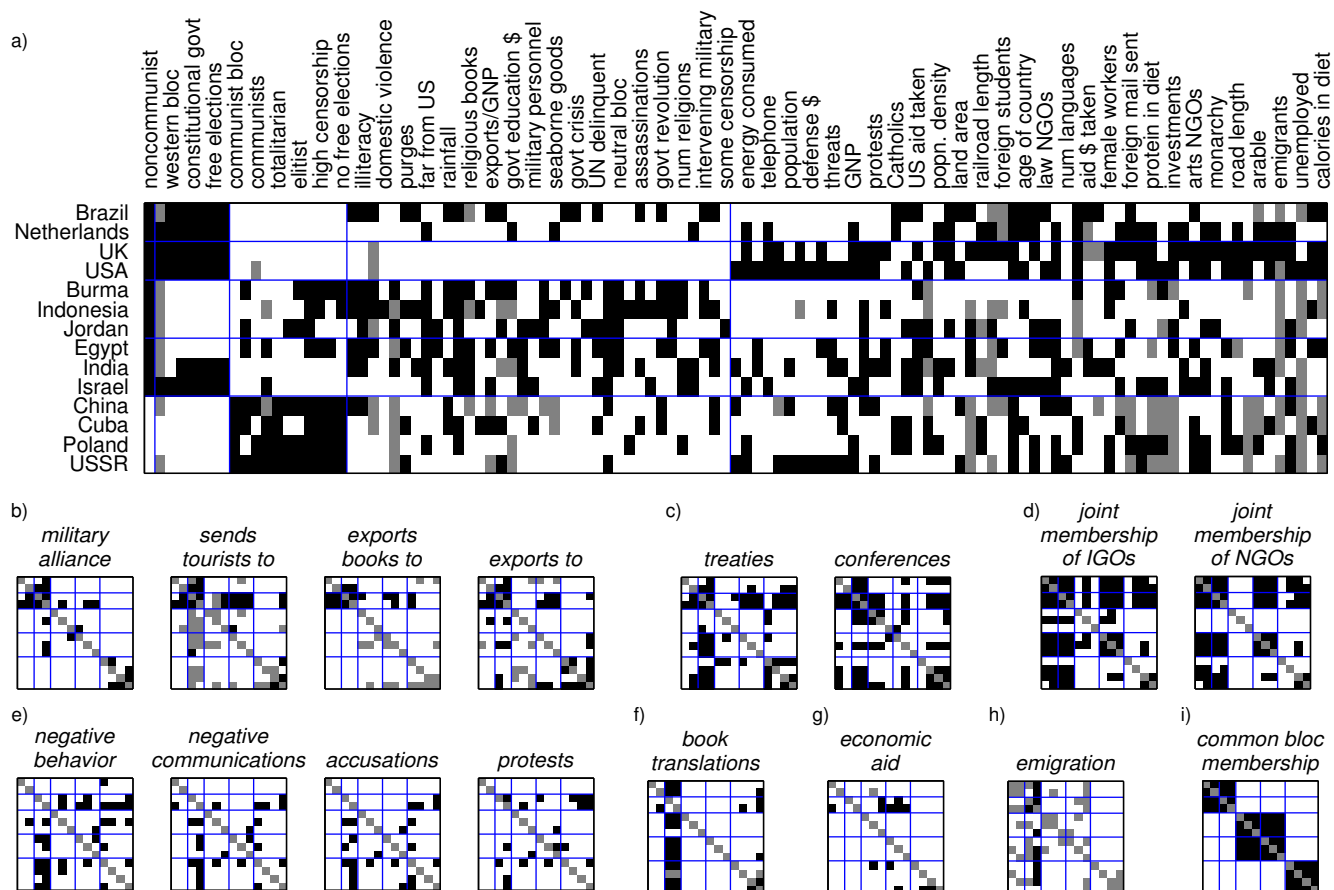 a)
noncommunist
western bloc
constitutional govt
free elections
communist bloc
communists
totalitarian
elitist
high censorship
no free elections
illiteracy
domestic violence
purges
far from US
rainfall
religious books
exports/GNP
govt education $
military personnel
seaborne goods
govt crisis
UN delinquent
neutral bloc
assassinations
govt revolution
num religions
intervening military
some censorship
energy consumed
telephone
population
defense $
threats
GNP
protests
Catholics
US aid taken
popn. density
land area
railroad length
foreign students
age of country
law NGOs
num languages
aid $ taken
female workers
foreign mail sent
protein in diet
investments
arts NGOs
monarchy
road length
arable
emigrants
unemployed
calories in diet
Brazil
Netherlands
UK
USA
Burma
Indonesia
Jordan
Egypt
India
Israel
China
Cuba
Poland
USSR
b)
military
alliance
sends
tourists to
exports
books to
exports to
c)
treaties
conferences
d)
joint
membership
of IGOs
joint
membership
of NGOs
e)
negative
behavior
negative
communications
accusations
protests
f)
book
translations
g)
economic
aid
h)
emigration
i)
common bloc
membership